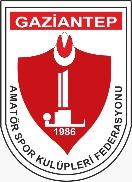 GAZİANTEP
1986
AMATÖR SPOR KULÜPLERİ FEDERASYONU